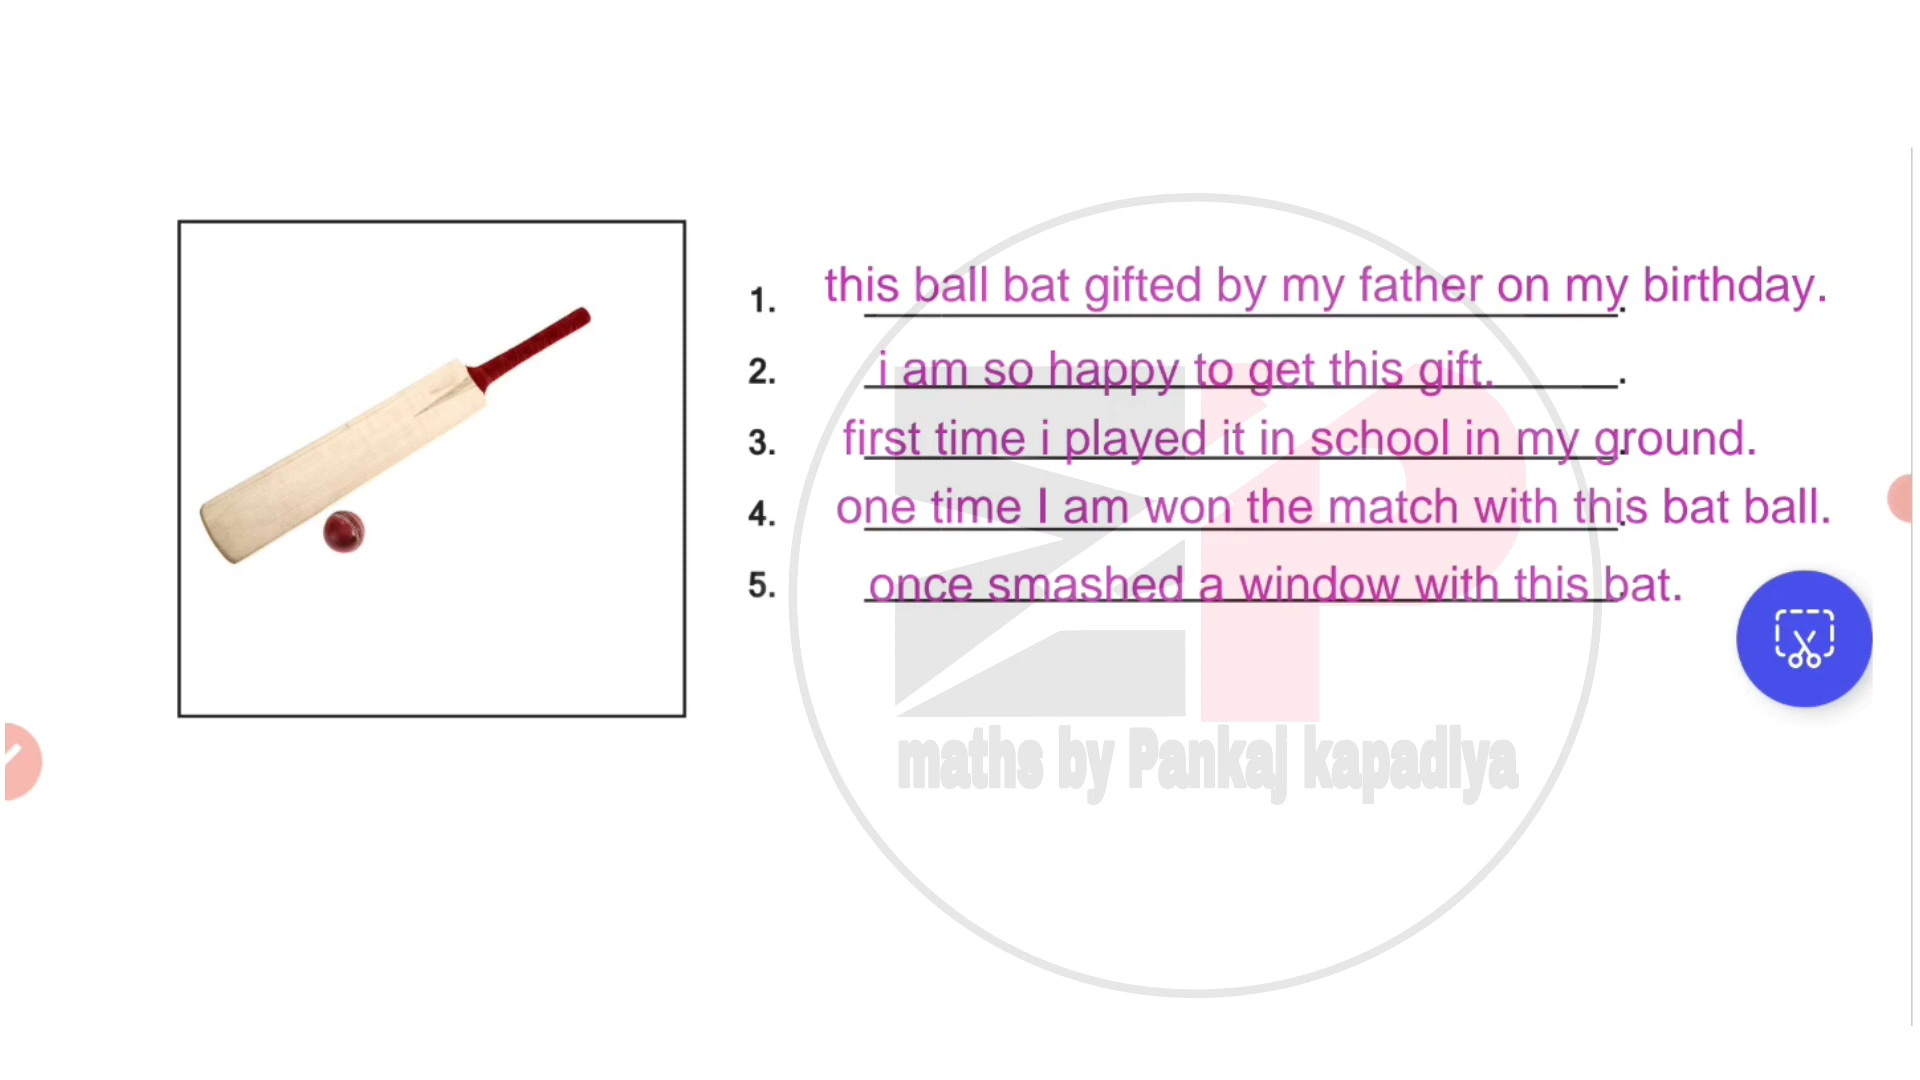 1. this ball bat gifted by my father on my birthday.
2. i am so happy to get this gift.
3. first time i played it in school in my ground.
4. one time I am won the match with this bat ball.
5. once smashed a window with this bat.
maths by Pankaj kapadiya